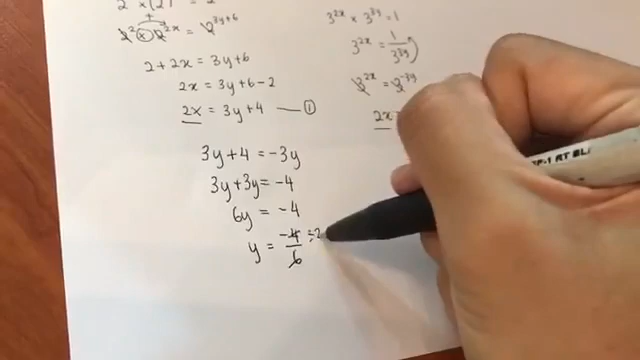 2² × 2^2x = 2^3y+6
2 + 2x = 3y + 6
2x = 3y + 6 - 2
2x = 3y + 4 —— ①
3^2x × 3^3y = 1
3^2x = 1/3^3y
3^2x = 3^-3y
2x
3y + 4 = -3y
3y + 3y = -4
6y = -4
y = -4/6 ÷2